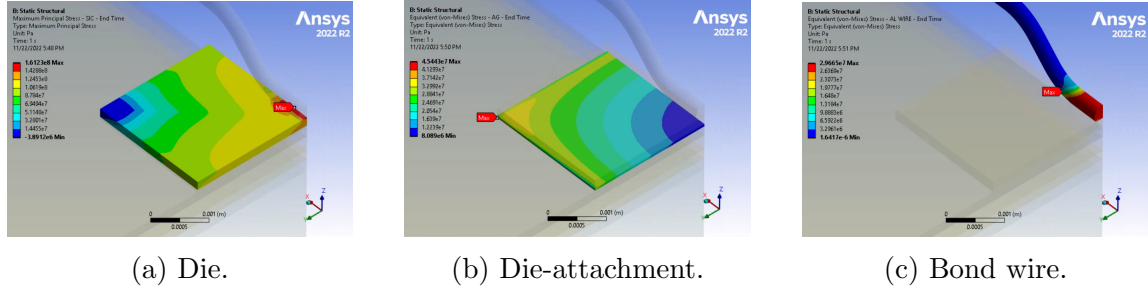 B: Static Structural
Maximum Principal Stress - SIC - End Time
Type: Maximum Principal Stress
Unit: Pa
Time: 1 s
11/22/2022 5:48 PM
1.6123e8 Max
1.4288e8
1.2453e8
1.0619e8
8.784e7
6.9494e7
5.1148e7
3.2801e7
1.4455e7
-3.8912e6 Min
Max
Ansys
2022 R2
0
0.001 (m)
0.0005
X
Y
Z
(a) Die.
B: Static Structural
Equivalent (von-Mises) Stress - AG - End Time
Type: Equivalent (von-Mises) Stress
Unit: Pa
Time: 1 s
11/22/2022 5:50 PM
4.5443e7 Max
4.1293e7
3.7142e7
3.2992e7
2.8841e7
2.4691e7
2.054e7
1.639e7
1.2239e7
8.089e6 Min
Max
Ansys
2022 R2
0
0.001 (m)
0.0005
X
Y
Z
(b) Die-attachment.
B: Static Structural
Equivalent (von-Mises) Stress - AL WIRE - End Time
Type: Equivalent (von-Mises) Stress
Unit: Pa
Time: 1 s
11/22/2022 5:51 PM
2.9665e7 Max
2.6369e7
2.3073e7
1.9777e7
1.648e7
1.3184e7
9.8883e6
6.5922e6
3.2961e6
1.6417e-6 Min
Max
Ansys
2022 R2
0
0.001 (m)
0.0005
X
Y
Z
(c) Bond wire.